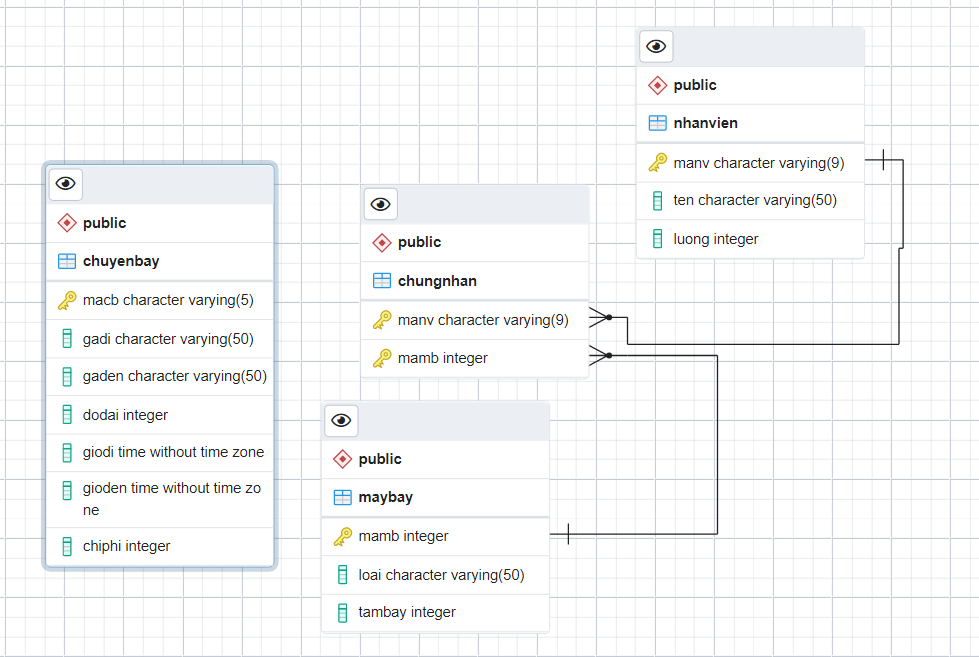 public
chuyenbay
macb character varying(5)
gadi character varying(50)
gaden character varying(50)
dodai integer
giodi time without time zone
gioden time without time zo
ne
chiphi integer
public
chungnhan
manv character varying(9)
mamb integer
public
maybay
mamb integer
loai character varying(50)
tambay integer
public
nhanvien
manv character varying(9)
ten character varying(50)
luong integer